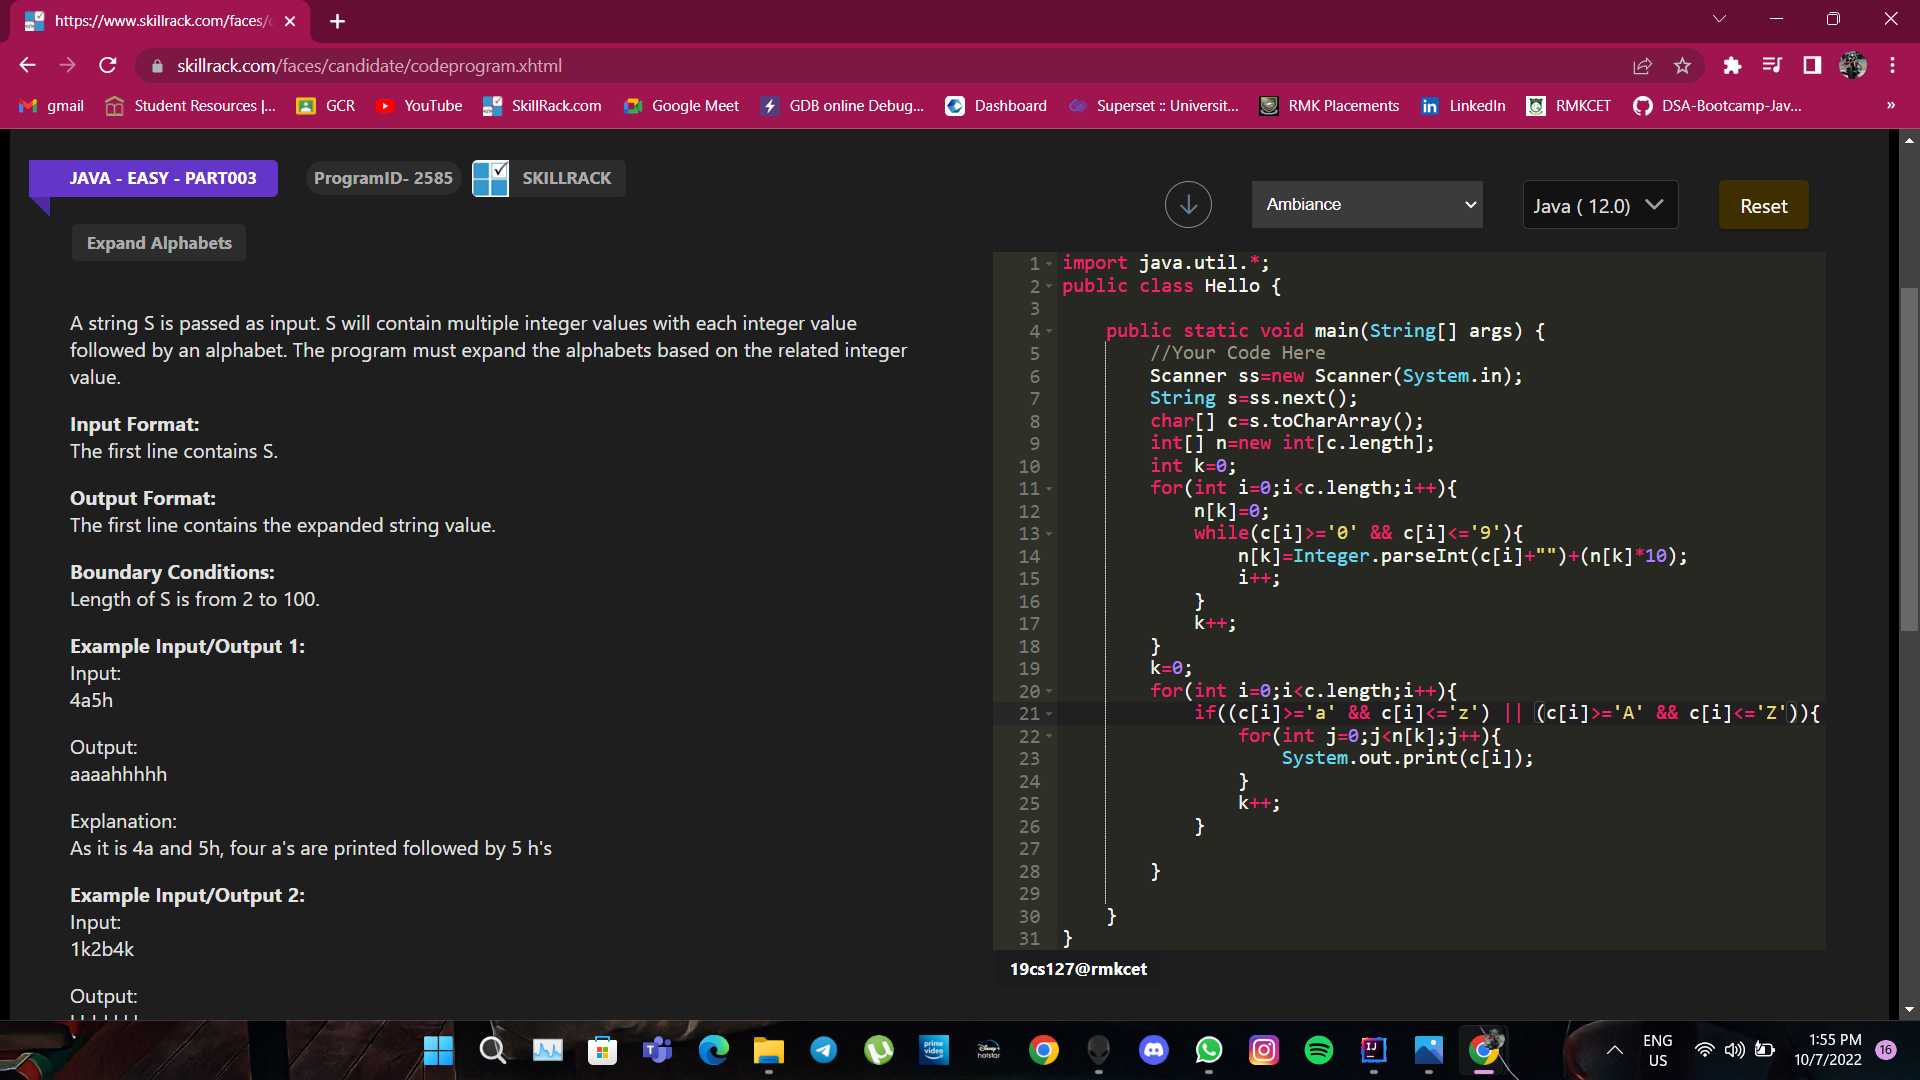 https://www.skillrack.com/faces/c
skillrack.com/faces/candidate/codeprogram.xhtml
gmail
Student Resources |...
GCR
YouTube
SkillRack.com
Google Meet
GDB online Debug...
Dashboard
Superset :: Universit...
RMK Placements
LinkedIn
RMKCET
DSA-Bootcamp-Jav...
»
JAVA - EASY - PART003
ProgramID- 2585
SKILLRACK
Expand Alphabets
A string S is passed as input. S will contain multiple integer values with each integer value
followed by an alphabet. The program must expand the alphabets based on the related integer
value.
Input Format:
The first line contains S.
Output Format:
The first line contains the expanded string value.
Boundary Conditions:
Length of S is from 2 to 100.
Example Input/Output 1:
Input:
4a5h
Output:
aaaahhhhh
Explanation:
As it is 4a and 5h, four a's are printed followed by 5 h's
Example Input/Output 2:
Input:
1k2b4k
Output:
Ambiance
Java ( 12.0)
Reset
1 import java.util.*;
2 public class Hello {
3
4 public static void main(String[] args) {
5 //Your Code Here
6 Scanner ss=new Scanner(System.in);
7 String s=ss.next();
8 char[] c=s.toCharArray();
9 int[] n=new int[c.length];
10 int k=0;
11 for(int i=0;i<c.length;i++){
12 n[k]=0;
13 while(c[i]>='0' && c[i]<='9'){
14 n[k]=Integer.parseInt(c[i]+"")+(n[k]*10);
15 i++;
16 }
17 k++;
18 }
19 k=0;
20 for(int i=0;i<c.length;i++){
21 if((c[i]>='a' && c[i]<='z') || (c[i]>='A' && c[i]<='Z')){
22 for(int j=0;j<n[k];j++){
23 System.out.print(c[i]);
24 }
25 k++;
26 }
27
28 }
29
30 }
31 }
19cs127@rmkcet
prime video
Disney+ hotstar
ENG
US
1:55 PM
10/7/2022
16